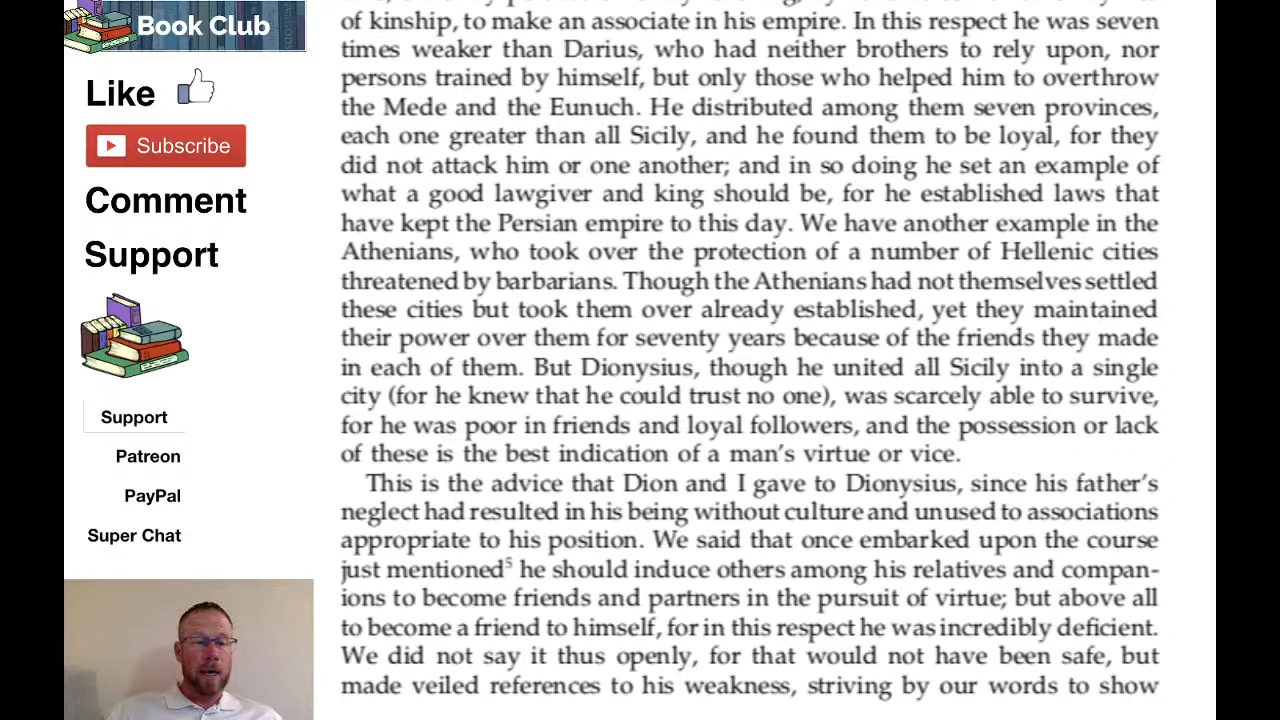 Book Club
Like
Subscribe
Comment
Support
Support
Patreon
PayPal
Super Chat
of kinship, to make an associate in his empire. In this respect he was seven
times weaker than Darius, who had neither brothers to rely upon, nor
persons trained by himself, but only those who helped him to overthrow
the Mede and the Eunuch. He distributed among them seven provinces,
each one greater than all Sicily, and he found them to be loyal, for they
did not attack him or one another; and in so doing he set an example of
what a good lawgiver and king should be, for he established laws that
have kept the Persian empire to this day. We have another example in the
Athenians, who took over the protection of a number of Hellenic cities
threatened by barbarians. Though the Athenians had not themselves settled
these cities but took them over already established, yet they maintained
their power over them for seventy years because of the friends they made
in each of them. But Dionysius, though he united all Sicily into a single
city (for he knew that he could trust no one), was scarcely able to survive,
for he was poor in friends and loyal followers, and the possession or lack
of these is the best indication of a man's virtue or vice.
This is the advice that Dion and I gave to Dionysius, since his father's
neglect had resulted in his being without culture and unused to associations
appropriate to his position. We said that once embarked upon the course
just mentioned⁵ he should induce others among his relatives and compan-
ions to become friends and partners in the pursuit of virtue; but above all
to become a friend to himself, for in this respect he was incredibly deficient.
We did not say it thus openly, for that would not have been safe, but
made veiled references to his weakness, striving by our words to show